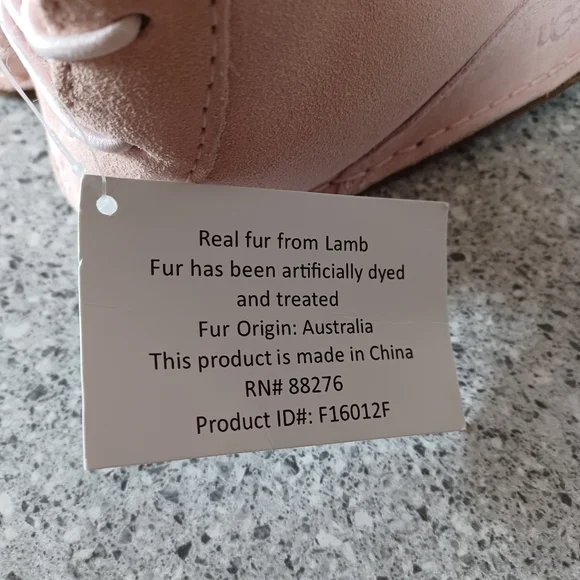 UGG
Real fur from Lamb
Fur has been artificially dyed
and treated
Fur Origin: Australia
This product is made in China
RN# 88276
Product ID#: F16012F